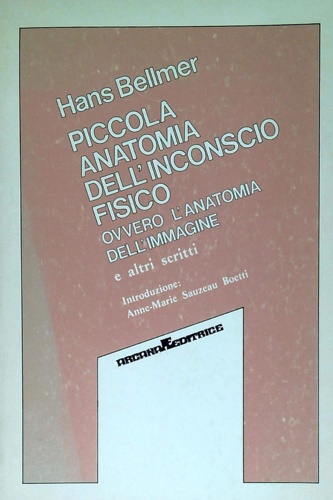 Hans Bellmer
PICCOLA
ANATOMIA
DELL'INCONSCIO
FISICO
OVVERO L'ANATOMIA
DELL'IMMAGINE
e altri scritti
Introduzione:
Anne-Marie Sauzeau Boetti
ARCANA EDITRICE